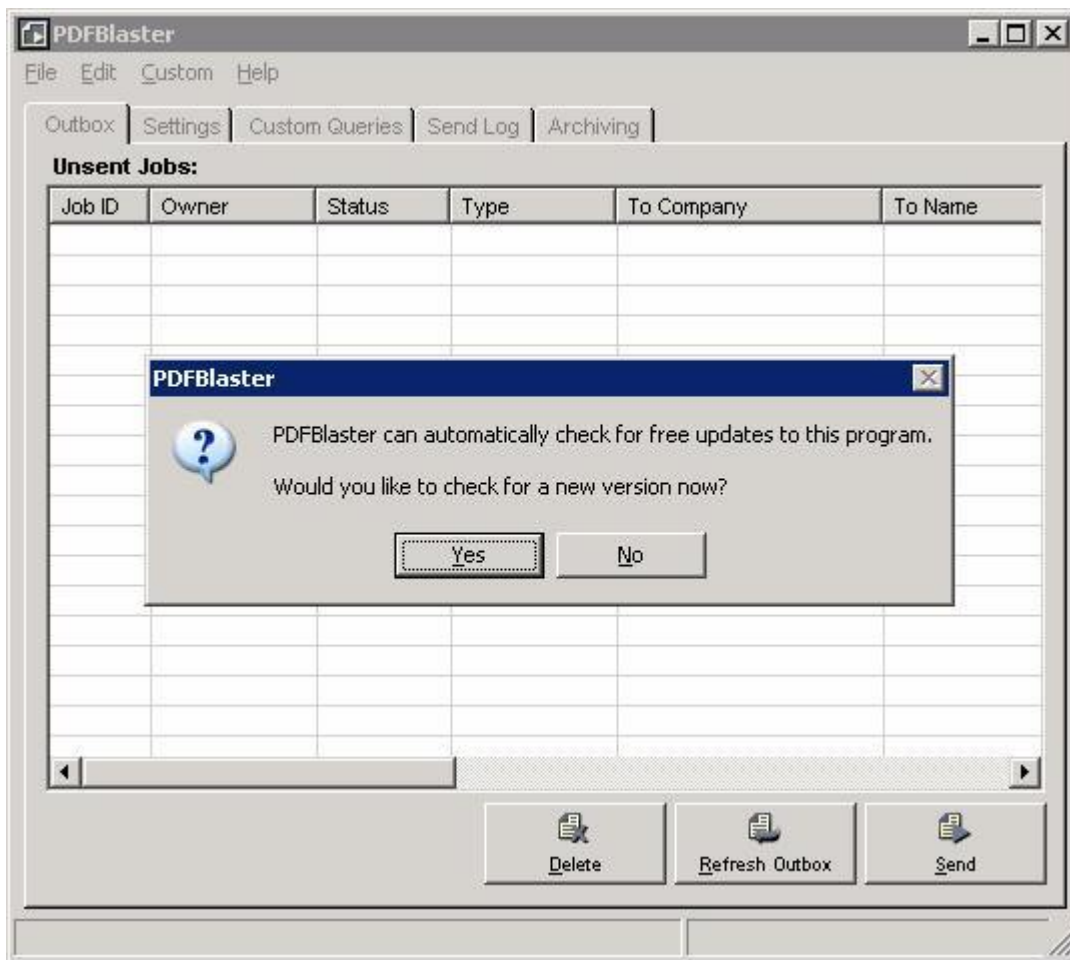 PDFBlaster
File Edit Custom Help
Outbox Settings Custom Queries Send Log Archiving
Unsent Jobs:
Job ID Owner Status Type To Company To Name
PDFBlaster
PDFBlaster can automatically check for free updates to this program.
Would you like to check for a new version now?
Yes No
Delete Refresh Outbox Send